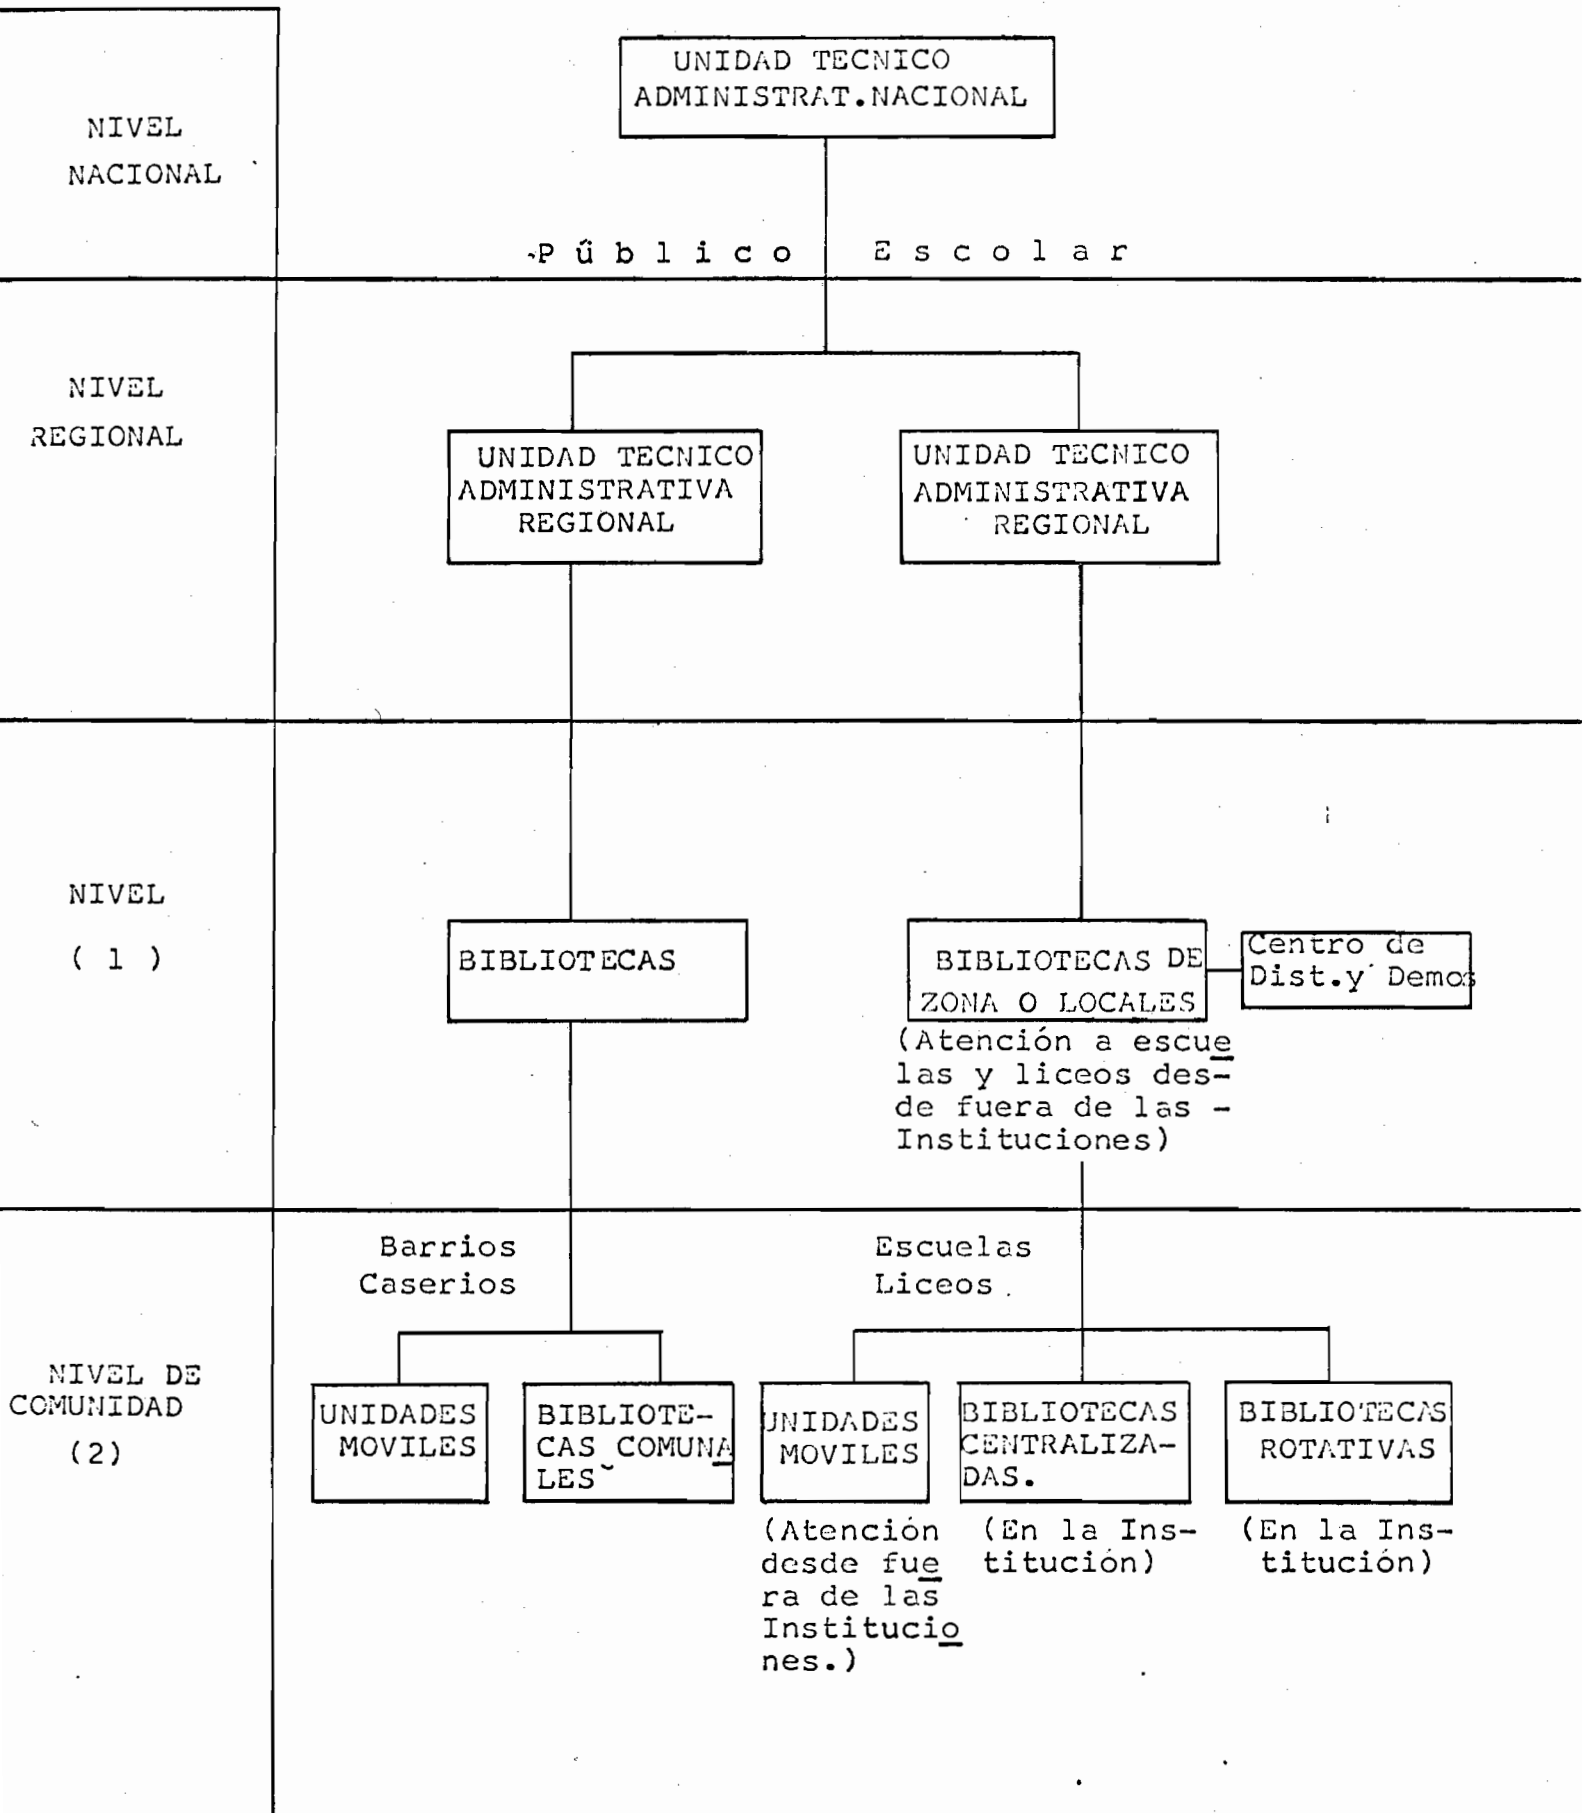 UNIDAD TECNICO
ADMINISTRAT.NACIONAL
NIVEL
NACIONAL
Público Escolar
NIVEL
REGIONAL
UNIDAD TECNICO
ADMINISTRATIVA
REGIONAL
UNIDAD TECNICO
ADMINISTRATIVA
REGIONAL
NIVEL
( 1 )
BIBLIOTECAS
BIBLIOTECAS DE
ZONA O LOCALES
Centro de
Dist.y Demos
(Atención a escue
las y liceos des-
de fuera de las -
Instituciones)
Barrios
Caserios
Escuelas
Liceos
NIVEL DE
COMUNIDAD
(2)
UNIDADES
MOVILES
BIBLIOTE-
CAS COMUNA
LES
UNIDADES
MOVILES
BIBLIOTECAS
CENTRALIZA-
DAS.
BIBLIOTECAS
ROTATIVAS
(Atención
desde fue
ra de las
Institucio
nes.)
(En la Ins-
titución)
(En la Ins-
titución)